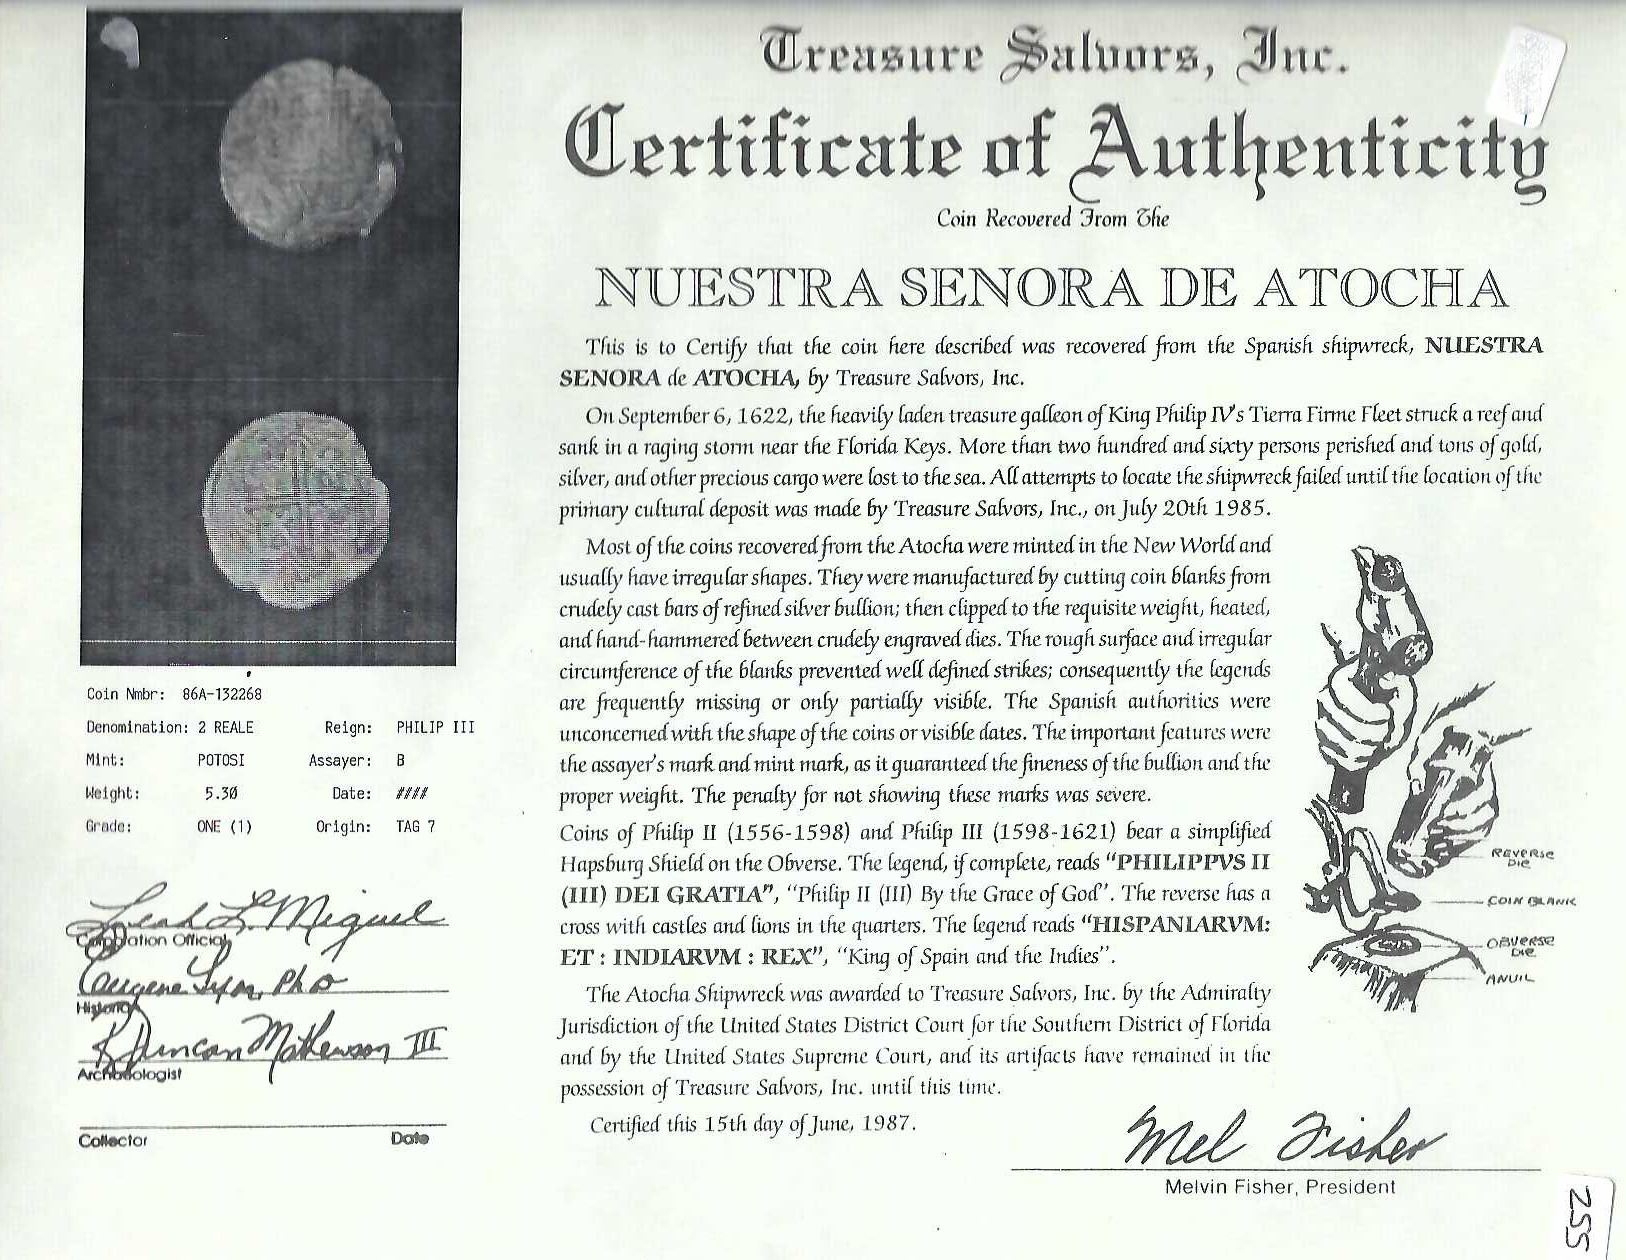 Treasure Salvors, Inc.
Certificate of Authenticity
Coin Recovered From The
NUESTRA SENORA DE ATOCHA
This is to Certify that the coin here described was recovered from the Spanish shipwreck, NUESTRA
SENORA de ATOCHA, by Treasure Salvors, Inc.
On September 6, 1622, the heavily laden treasure galleon of King Philip IV's Tierra Firme Fleet struck a reef and
sank in a raging storm near the Florida Keys. More than two hundred and sixty persons perished and tons of gold,
silver, and other precious cargo were lost to the sea. All attempts to locate the shipwreck failed until the location of the
primary cultural deposit was made by Treasure Salvors, Inc., on July 20th 1985.
Most of the coins recovered from the Atocha were minted in the New World and
usually have irregular shapes. They were manufactured by cutting coin blanks from
crudely cast bars of refined silver bullion; then clipped to the requisite weight, heated,
and hand-hammered between crudely engraved dies. The rough surface and irregular
circumference of the blanks prevented well defined strikes; consequently the legends
are frequently missing or only partially visible. The Spanish authorities were
unconcerned with the shape of the coins or visible dates. The important features were
the assayer's mark and mint mark, as it guaranteed the fineness of the bullion and the
proper weight. The penalty for not showing these marks was severe.
Coins of Philip II (1556-1598) and Philip III (1598-1621) bear a simplified
Hapsburg Shield on the Obverse. The legend, if complete, reads "PHILIPPVS II
(III) DEI GRATIA", "Philip II (III) By the Grace of God". The reverse has a
cross with castles and lions in the quarters. The legend reads "HISPANIARVM:
ET : INDIARVM : REX", "King of Spain and the Indies".
The Atocha Shipwreck was awarded to Treasure Salvors, Inc. by the Admiralty
Jurisdiction of the United States District Court for the Southern District of Florida
and by the United States Supreme Court, and its artifacts have remained in the
possession of Treasure Salvors, Inc. until this time.
Certified this 15th day of June, 1987.
Mel Fisher
Melvin Fisher, President
REVERSE
DIE
COIN BLANK
OBVERSE
DIE
ANVIL
Coin Nmbr: 86A-132268
Denomination: 2 REALE Reign: PHILIP III
Mint: POTOSI Assayer: B
Weight: 5.30 Date: ////
Grade: ONE (1) Origin: TAG 7
Leah L. Miguel
Corporation Official
Eugene Lyon, PhD
Historian
R Duncan Mathewson III
Archaeologist
Collector Date
255